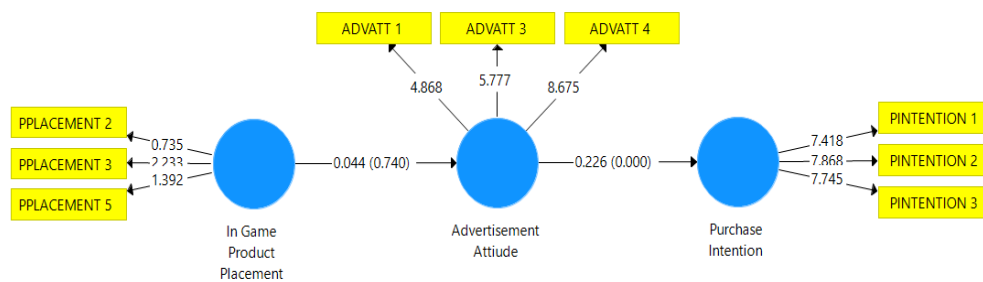 ADVATT 1
ADVATT 3
ADVATT 4
4.868
5.777
8.675
PPLACEMENT 2
PPLACEMENT 3
PPLACEMENT 5
0.735
2.233
1.392
0.044 (0.740)
0.226 (0.000)
7.418
7.868
7.745
PINTENTION 1
PINTENTION 2
PINTENTION 3
In Game
Product
Placement
Advertisement
Attiude
Purchase
Intention